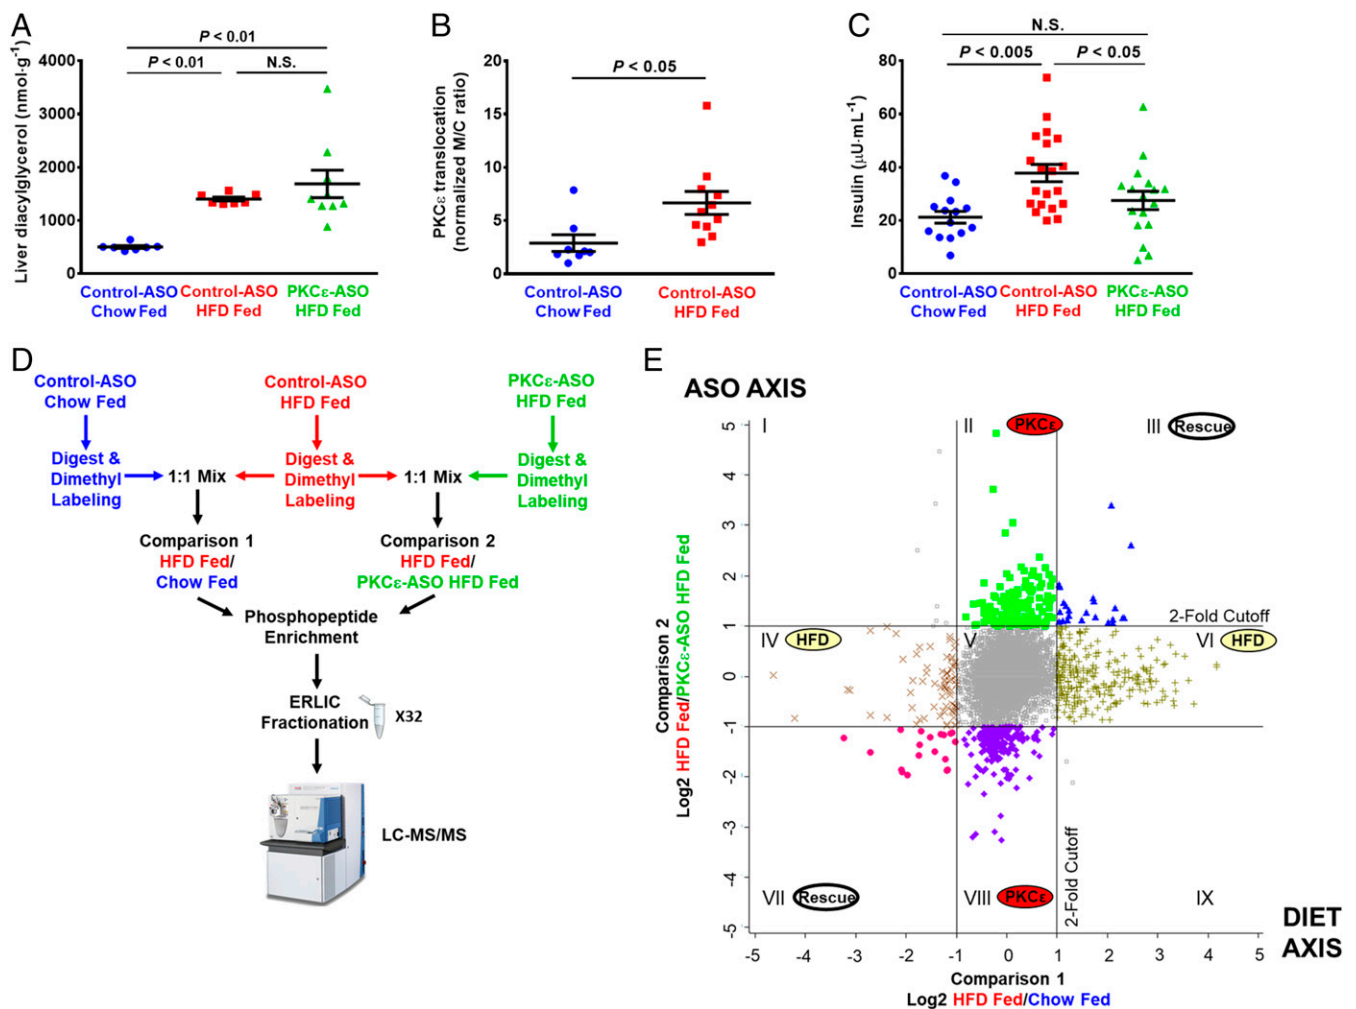 A
P < 0.01
P < 0.01
N.S.
Liver diacylglycerol (nmol·g-1)
4000
3000
2000
1000
0
Control-ASO
Chow Fed
Control-ASO
HFD Fed
PKCε-ASO
HFD Fed
B
P < 0.05
PKCε translocation
(normalized M/C ratio)
20
15
10
5
0
Control-ASO
Chow Fed
Control-ASO
HFD Fed
C
N.S.
P < 0.005
P < 0.05
Insulin (μU·mL-1)
80
60
40
20
0
Control-ASO
Chow Fed
Control-ASO
HFD Fed
PKCε-ASO
HFD Fed
D
Control-ASO
Chow Fed
Control-ASO
HFD Fed
PKCε-ASO
HFD Fed
Digest &
Dimethyl
Labeling
1:1 Mix
Digest &
Dimethyl
Labeling
1:1 Mix
Digest &
Dimethyl
Labeling
Comparison 1
HFD Fed/
Chow Fed
Comparison 2
HFD Fed/
PKCε-ASO HFD Fed
Phosphopeptide
Enrichment
ERLIC
Fractionation
X32
LC-MS/MS
E
ASO AXIS
I
II
PKCε
III
Rescue
2-Fold Cutoff
IV
HFD
V
VI
HFD
VII
Rescue
VIII
PKCε
2-Fold Cutoff
IX
DIET
AXIS
Comparison 2
Log2 HFD Fed/PKCε-ASO HFD Fed
5
4
3
2
1
0
-1
-2
-3
-4
-5
-5
-4
-3
-2
-1
0
1
2
3
4
5
Comparison 1
Log2 HFD Fed/Chow Fed